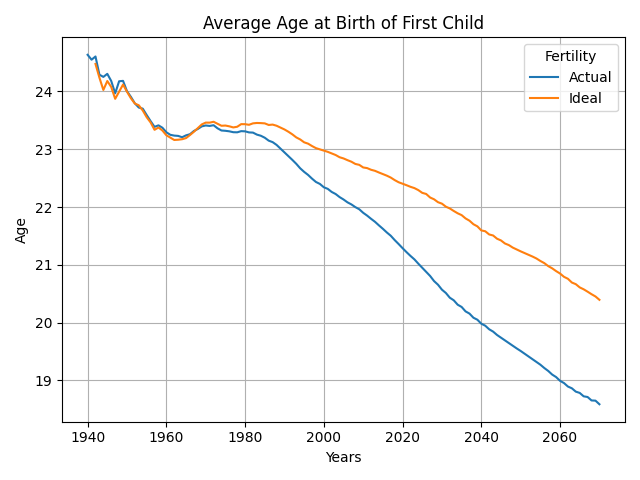 Average Age at Birth of First Child
Fertility
Actual
Ideal
Age
24
23
22
21
20
19
1940 1960 1980 2000 2020 2040 2060
Years